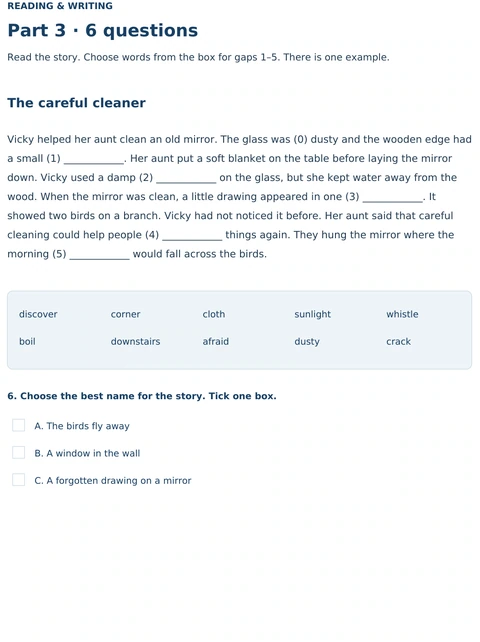 READING & WRITING
Part 3 · 6 questions
Read the story. Choose words from the box for gaps 1–5. There is one example.
The careful cleaner
Vicky helped her aunt clean an old mirror. The glass was (0) dusty and the wooden edge had
a small (1) ____________. Her aunt put a soft blanket on the table before laying the mirror
down. Vicky used a damp (2) ____________ on the glass, but she kept water away from the
wood. When the mirror was clean, a little drawing appeared in one (3) ____________. It
showed two birds on a branch. Vicky had not noticed it before. Her aunt said that careful
cleaning could help people (4) ____________ things again. They hung the mirror where the
morning (5) ____________ would fall across the birds.
discover corner cloth sunlight whistle
boil downstairs afraid dusty crack
6. Choose the best name for the story. Tick one box.
A. The birds fly away
B. A window in the wall
C. A forgotten drawing on a mirror